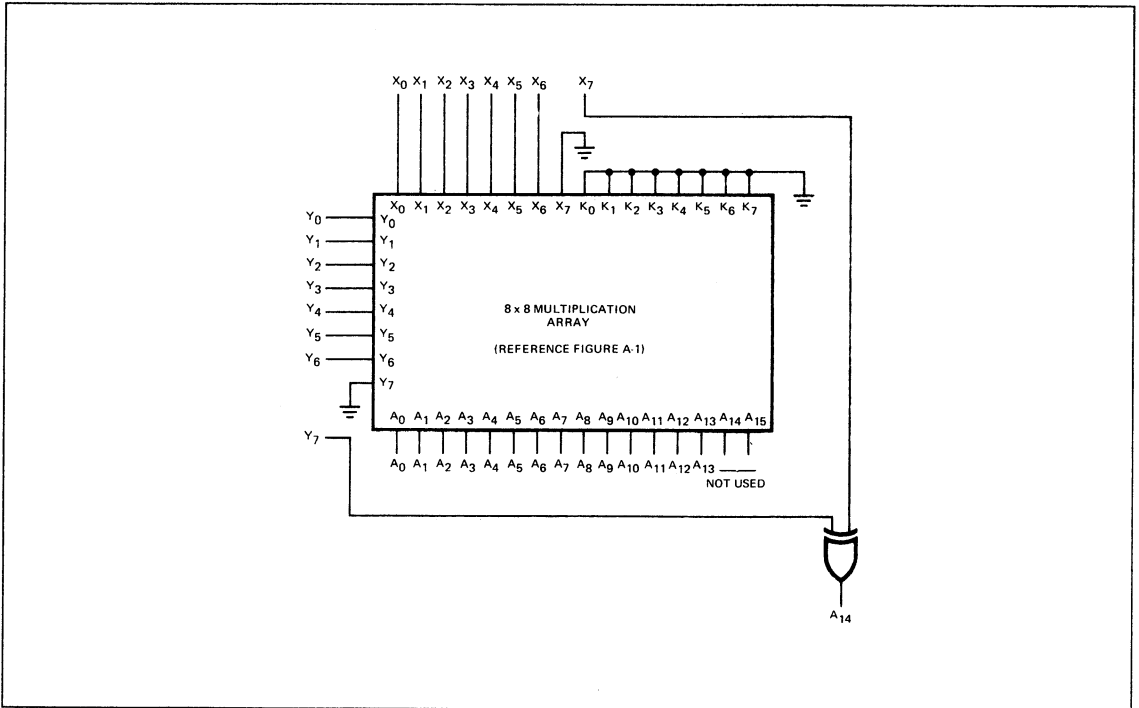 X0 X1 X2 X3 X4 X5 X6 X7
X0 X1 X2 X3 X4 X5 X6 X7 K0 K1 K2 K3 K4 K5 K6 K7
Y0 Y0
Y1 Y1
Y2 Y2
Y3 Y3
Y4 Y4
Y5 Y5
Y6 Y6
Y7
8 x 8 MULTIPLICATION
ARRAY
(REFERENCE FIGURE A-1)
A0 A1 A2 A3 A4 A5 A6 A7 A8 A9 A10 A11 A12 A13 A14 A15
Y7
A0 A1 A2 A3 A4 A5 A6 A7 A8 A9 A10 A11 A12 A13
NOT USED
A14